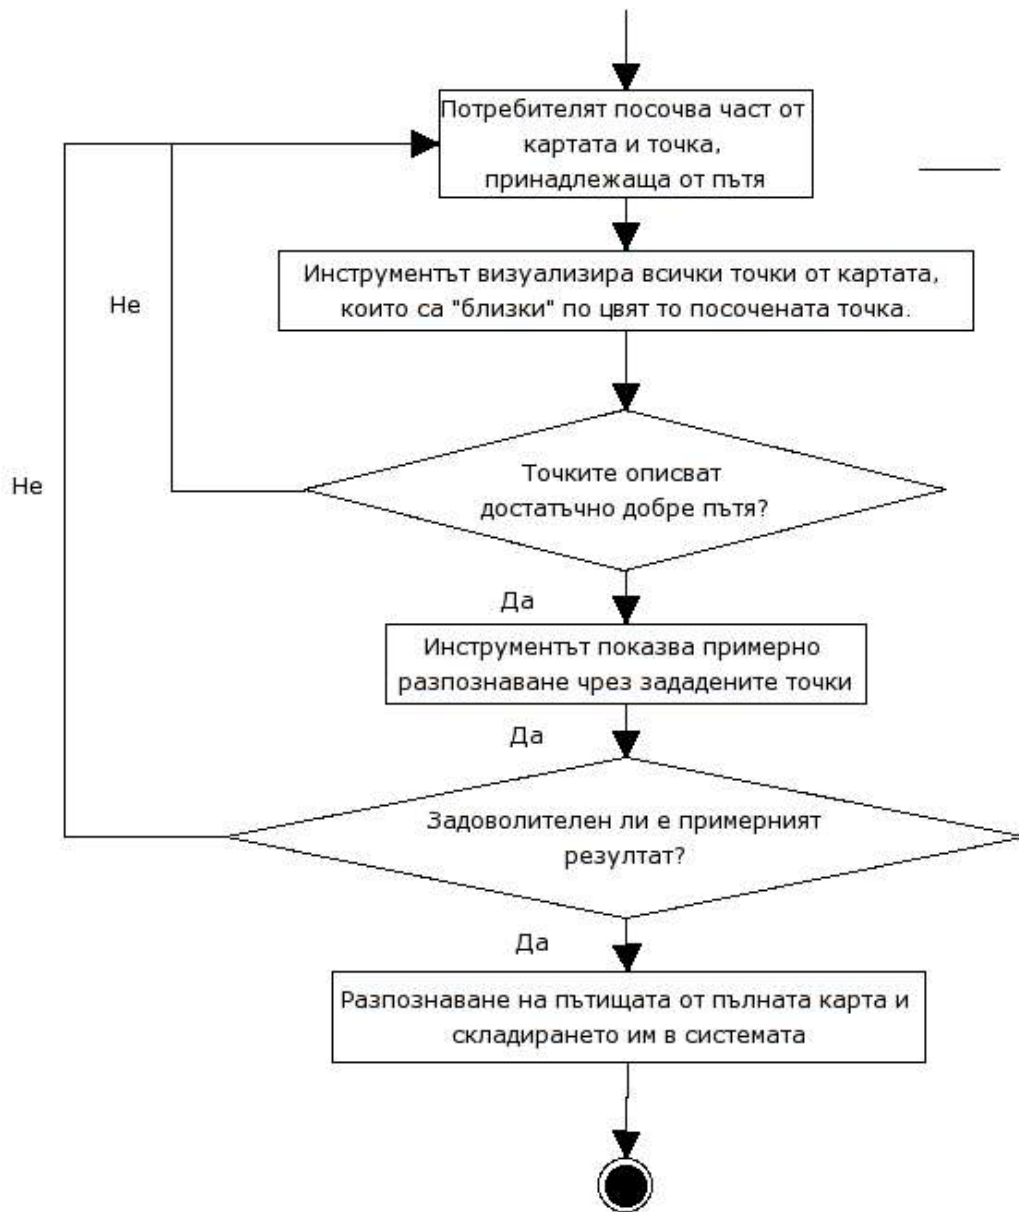 Потребителят посочва част от
картата и точка,
принадлежаща от пътя
Инструментът визуализира всички точки от картата,
които са "близки" по цвят то посочената точка.
Не
Точките описват
достатъчно добре пътя?
Не
Да
Инструментът показва примерно
разпознаване чрез зададените точки
Да
Задоволителен ли е примерният
резултат?
Да
Разпознаване на пътищата от пълната карта и
складирането им в системата